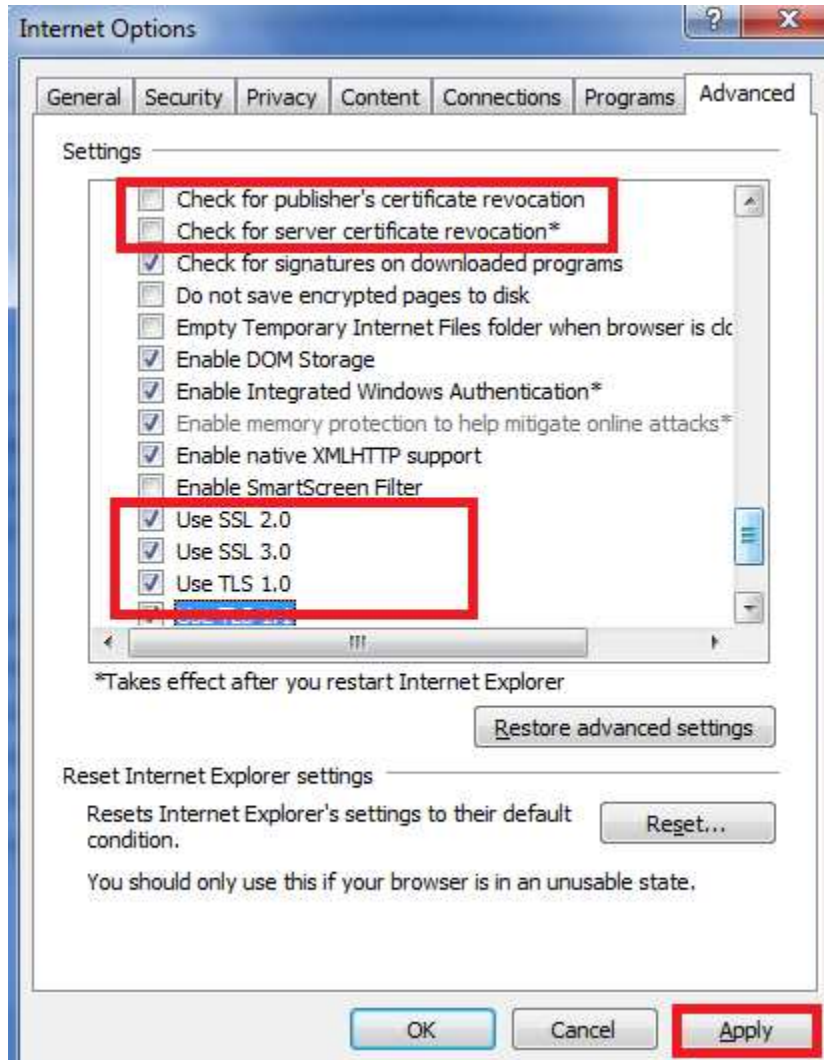 Internet Options
General Security Privacy Content Connections Programs Advanced
Settings
Check for publisher's certificate revocation
Check for server certificate revocation*
Check for signatures on downloaded programs
Do not save encrypted pages to disk
Empty Temporary Internet Files folder when browser is clc
Enable DOM Storage
Enable Integrated Windows Authentication*
Enable memory protection to help mitigate online attacks*
Enable native XMLHTTP support
Enable SmartScreen Filter
Use SSL 2.0
Use SSL 3.0
Use TLS 1.0
*Takes effect after you restart Internet Explorer
Restore advanced settings
Reset Internet Explorer settings
Resets Internet Explorer's settings to their default
condition.
Reset...
You should only use this if your browser is in an unusable state.
OK Cancel Apply